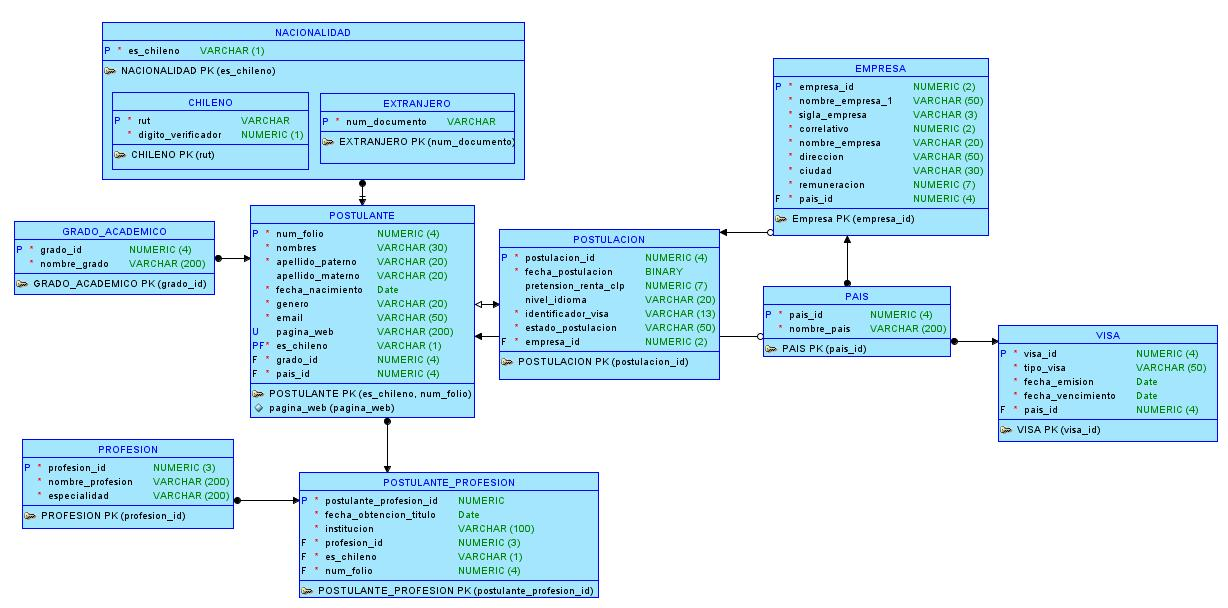 NACIONALIDAD
P * es_chileno VARCHAR (1)
NACIONALIDAD PK (es_chileno)
CHILENO
P * rut VARCHAR
* digito_verificador NUMERIC (1)
CHILENO PK (rut)
EXTRANJERO
P * num_documento VARCHAR
EXTRANJERO PK (num_documento)
EMPRESA
P * empresa_id NUMERIC (2)
* nombre_empresa_1 VARCHAR (50)
* sigla_empresa VARCHAR (3)
* correlativo NUMERIC (2)
* nombre_empresa VARCHAR (20)
* direccion VARCHAR (50)
* ciudad VARCHAR (30)
* remuneracion NUMERIC (7)
F * pais_id NUMERIC (4)
Empresa PK (empresa_id)
GRADO_ACADEMICO
P * grado_id NUMERIC (4)
* nombre_grado VARCHAR (200)
GRADO_ACADEMICO PK (grado_id)
POSTULANTE
P * num_folio NUMERIC (4)
* nombres VARCHAR (30)
* apellido_paterno VARCHAR (20)
apellido_materno VARCHAR (20)
* fecha_nacimiento Date
* genero VARCHAR (20)
* email VARCHAR (50)
U pagina_web VARCHAR (200)
PF* es_chileno VARCHAR (1)
F * grado_id NUMERIC (4)
F * pais_id NUMERIC (4)
POSTULANTE PK (es_chileno, num_folio)
pagina_web (pagina_web)
POSTULACION
P * postulacion_id NUMERIC (4)
* fecha_postulacion BINARY
pretension_renta_clp NUMERIC (7)
* nivel_idioma VARCHAR (20)
* identificador_visa VARCHAR (13)
* estado_postulacion VARCHAR (50)
F * empresa_id NUMERIC (2)
POSTULACION PK (postulacion_id)
PAIS
P * pais_id NUMERIC (4)
* nombre_pais VARCHAR (200)
PAIS PK (pais_id)
VISA
P * visa_id NUMERIC (4)
* tipo_visa VARCHAR (50)
* fecha_emision Date
* fecha_vencimiento Date
F * pais_id NUMERIC (4)
VISA PK (visa_id)
PROFESION
P * profesion_id NUMERIC (3)
* nombre_profesion VARCHAR (200)
* especialidad VARCHAR (200)
PROFESION PK (profesion_id)
POSTULANTE_PROFESION
P * postulante_profesion_id NUMERIC
* fecha_obtencion_titulo Date
* institucion VARCHAR (100)
F * profesion_id NUMERIC (3)
F * es_chileno VARCHAR (1)
F * num_folio NUMERIC (4)
POSTULANTE_PROFESION PK (postulante_profesion_id)